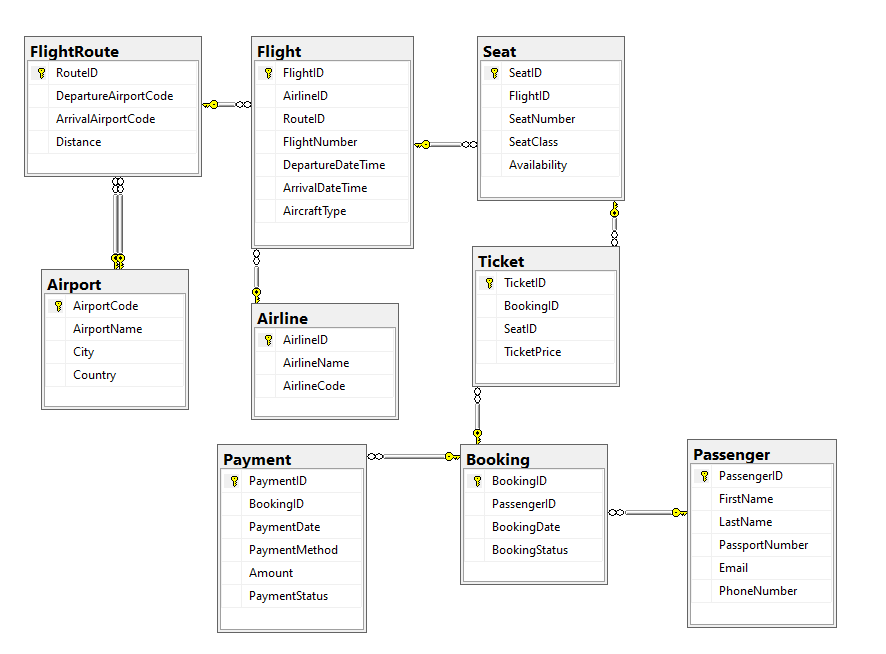 FlightRoute
RouteID
DepartureAirportCode
ArrivalAirportCode
Distance
Flight
FlightID
AirlineID
RouteID
FlightNumber
DepartureDateTime
ArrivalDateTime
AircraftType
Seat
SeatID
FlightID
SeatNumber
SeatClass
Availability
Airport
AirportCode
AirportName
City
Country
Airline
AirlineID
AirlineName
AirlineCode
Ticket
TicketID
BookingID
SeatID
TicketPrice
Payment
PaymentID
BookingID
PaymentDate
PaymentMethod
Amount
PaymentStatus
Booking
BookingID
PassengerID
BookingDate
BookingStatus
Passenger
PassengerID
FirstName
LastName
PassportNumber
Email
PhoneNumber